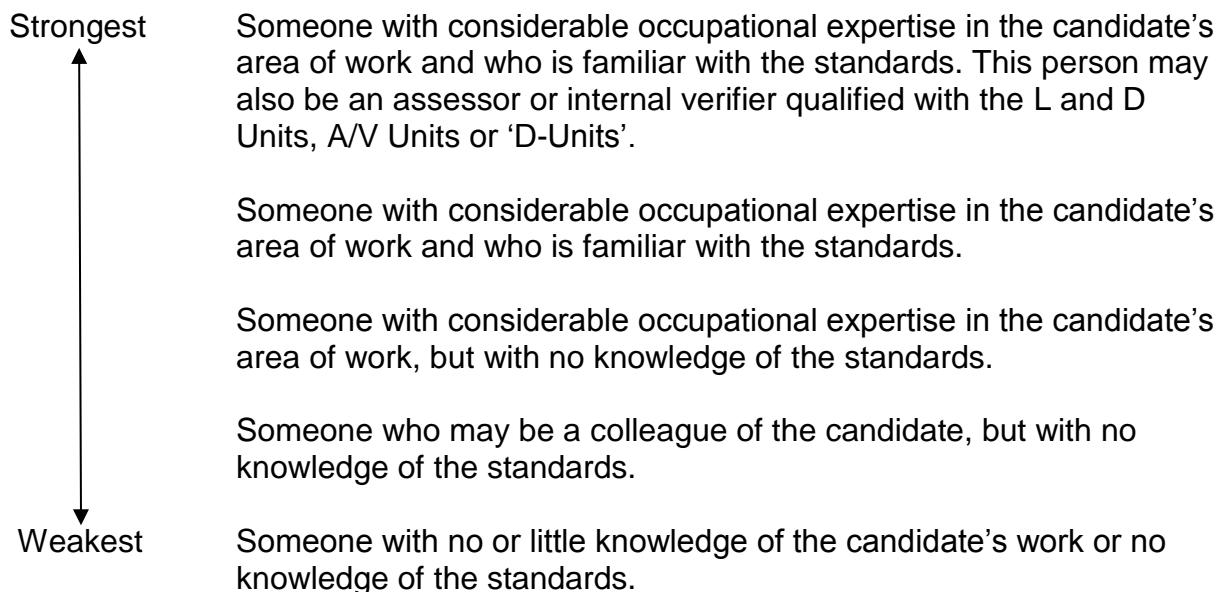 Strongest Someone with considerable occupational expertise in the candidate’s
area of work and who is familiar with the standards. This person may
also be an assessor or internal verifier qualified with the L and D
Units, A/V Units or ‘D-Units’.
Someone with considerable occupational expertise in the candidate’s
area of work and who is familiar with the standards.
Someone with considerable occupational expertise in the candidate’s
area of work, but with no knowledge of the standards.
Someone who may be a colleague of the candidate, but with no
knowledge of the standards.
Weakest Someone with no or little knowledge of the candidate’s work or no
knowledge of the standards.